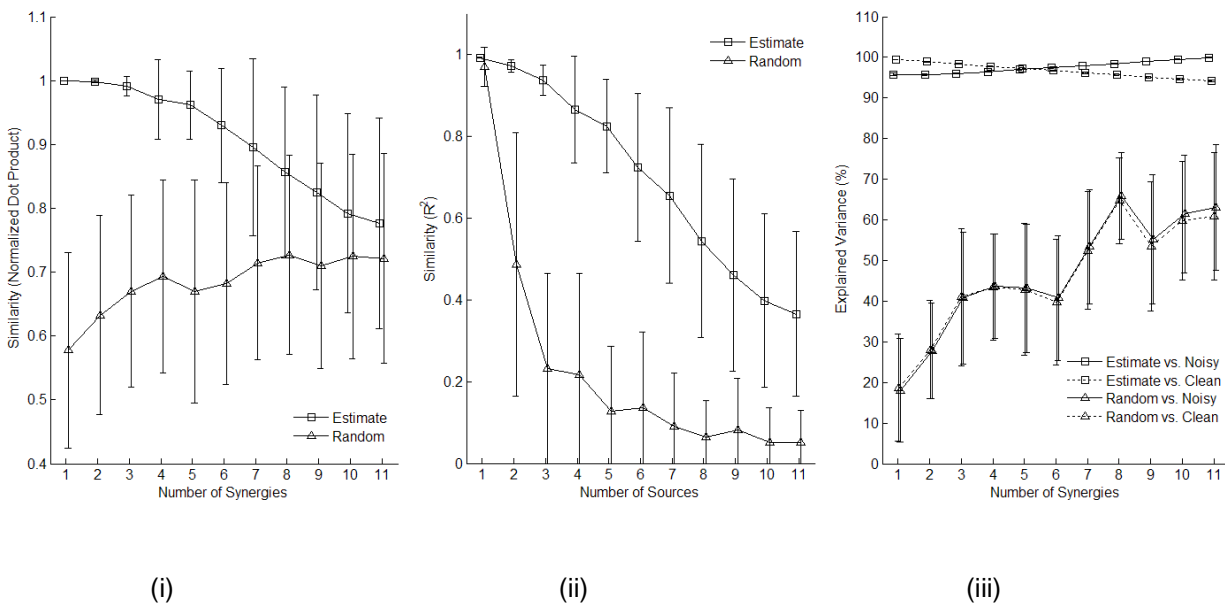 1.1
1
0.9
0.8
0.7
0.6
0.5
0.4
Similarity (Normalized Dot Product)
Estimate
Random
1 2 3 4 5 6 7 8 9 10 11
Number of Synergies
1
0.8
0.6
0.4
0.2
0
Similarity (R^2)
Estimate
Random
1 2 3 4 5 6 7 8 9 10 11
Number of Sources
110
100
90
80
70
60
50
40
30
20
10
0
Explained Variance (%)
Estimate vs. Noisy
Estimate vs. Clean
Random vs. Noisy
Random vs. Clean
1 2 3 4 5 6 7 8 9 10 11
Number of Synergies
(i) (ii) (iii)